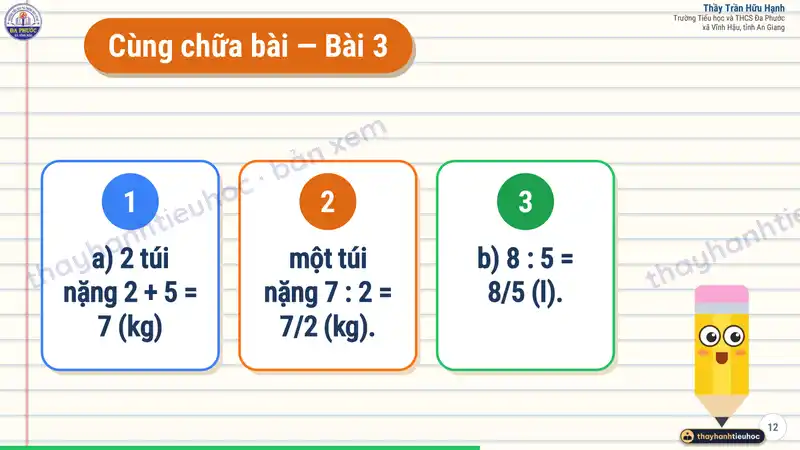 Thầy Trần Hữu Hạnh
Trường Tiểu học và THCS Đa Phước
xã Vĩnh Hậu, tỉnh An Giang
ĐA PHƯỚC
Cùng chữa bài – Bài 3
1
a) 2 túi
nặng 2 + 5 =
7 (kg)
2
một túi
nặng 7 : 2 =
7/2 (kg).
3
b) 8 : 5 =
8/5 (l).
thayhanhtieuhoc · bản xem
thayhanhtieuhoc
12